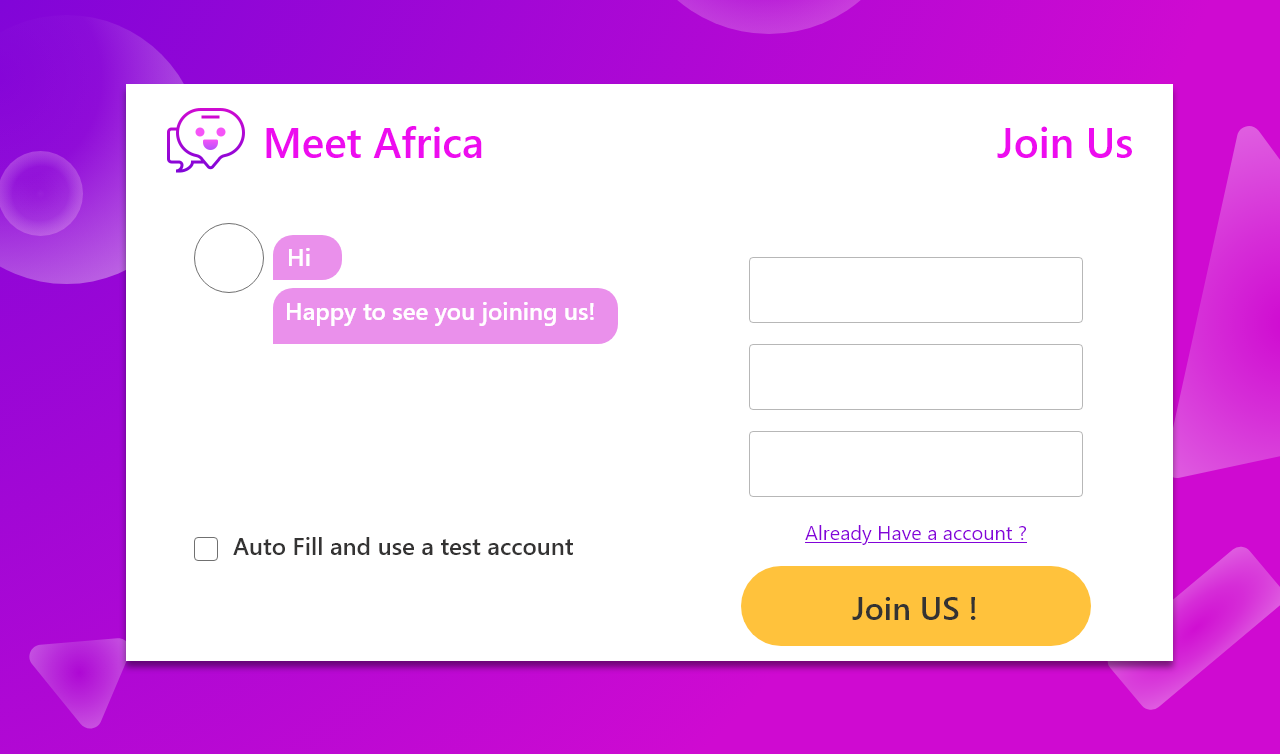 Meet Africa
Join Us
Hi
Happy to see you joining us!
Auto Fill and use a test account
Already Have a account ?
Join US !